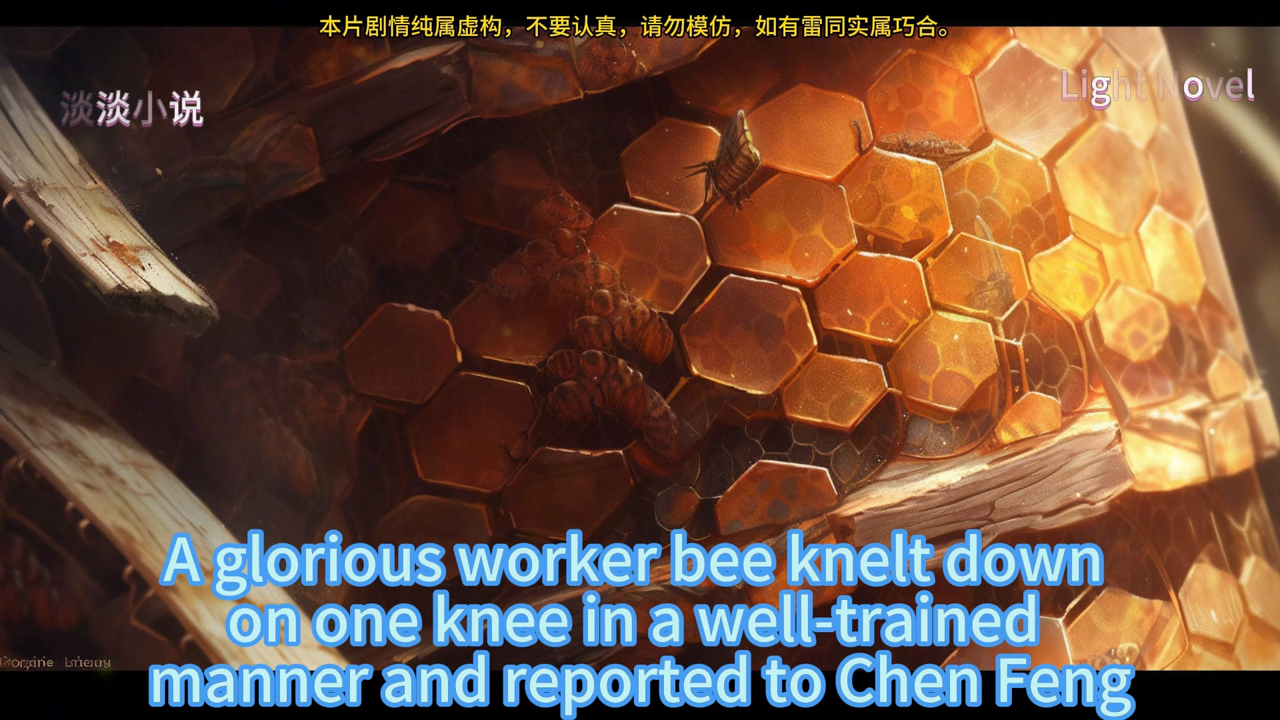 本片剧情纯属虚构，不要认真，请勿模仿，如有雷同实属巧合。
淡淡小说
Light Novel
A glorious worker bee knelt down
on one knee in a well-trained
manner and reported to Chen Feng